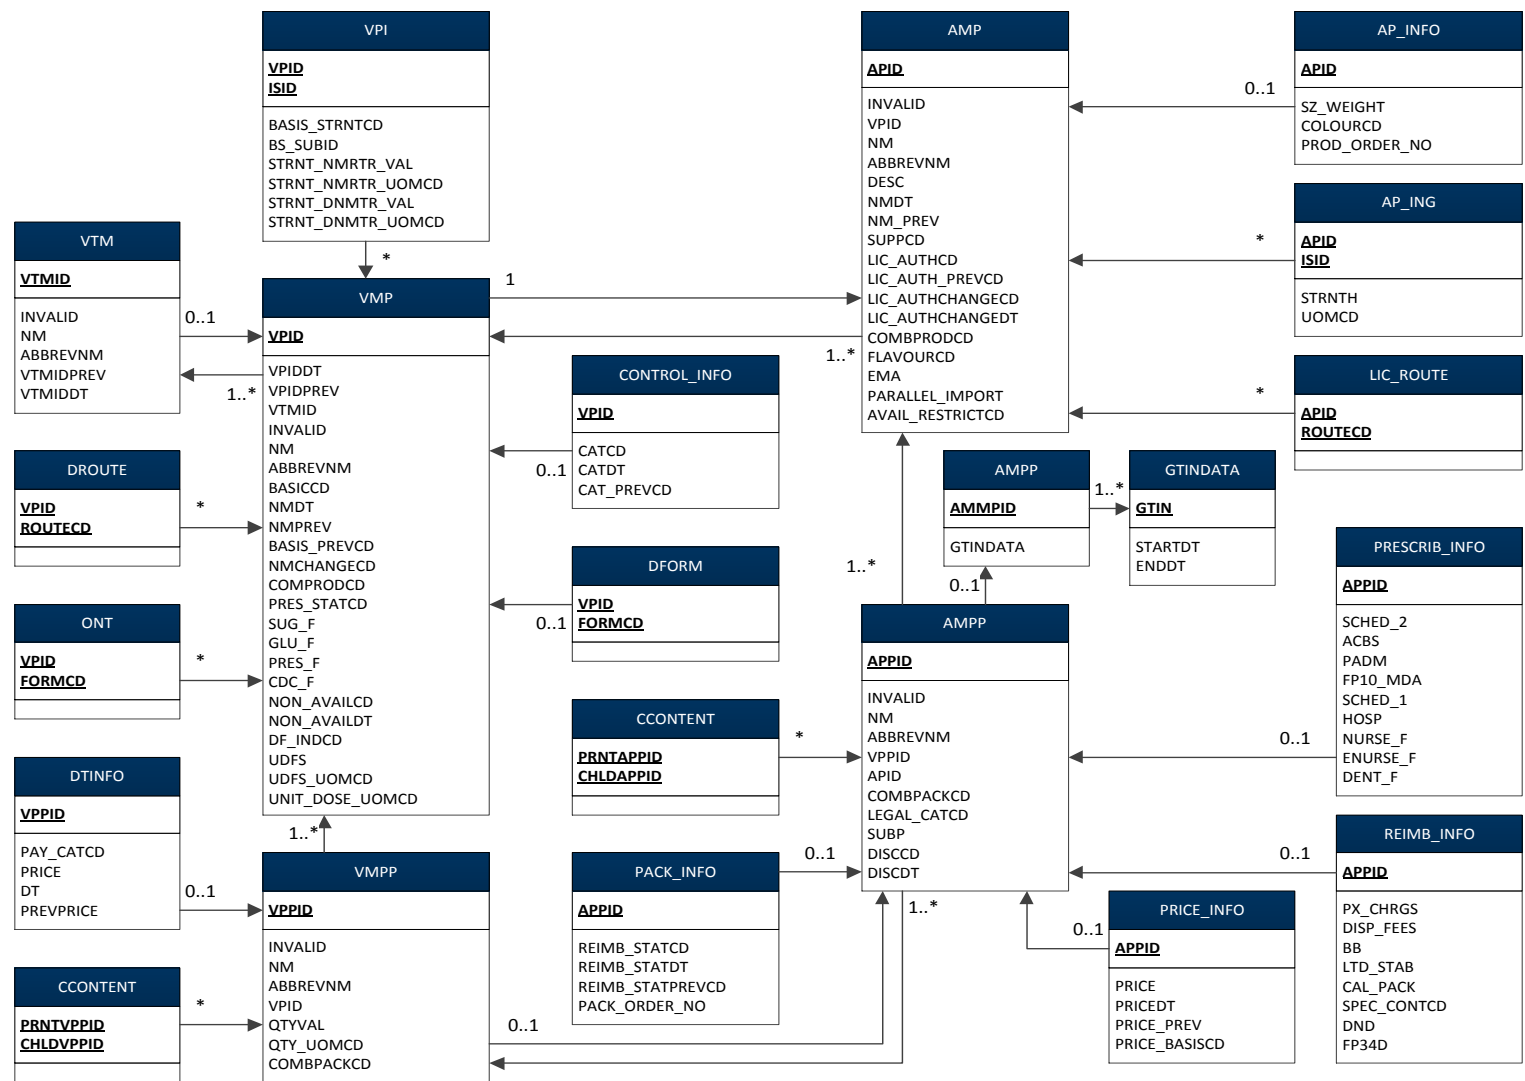 VPI
VPID
ISID
BASIS_STRNTCD
BS_SUBID
STRNT_NMRTR_VAL
STRNT_NMRTR_UOMCD
STRNT_DNMTR_VAL
STRNT_DNMTR_UOMCD
*
AMP
APID
INVALID
VPID
NM
ABBREVNM
DESC
NMDT
NM_PREV
SUPPCD
LIC_AUTHCD
LIC_AUTH_PREVCD
LIC_AUTHCHANGECD
LIC_AUTHCHANGEDT
COMBPRODCD
FLAVOURCD
EMA
PARALLEL_IMPORT
AVAIL_RESTRICTCD
AP_INFO
APID
SZ_WEIGHT
COLOURCD
PROD_ORDER_NO
0..1
AP_ING
APID
ISID
STRNTH
UOMCD
*
LIC_ROUTE
APID
ROUTECD
*
VTM
VTMID
INVALID
NM
ABBREVNM
VTMIDPREV
VTMIDDT
0..1
1..*
VMP
VPID
VPIDDT
VPIDPREV
VTMID
INVALID
NM
ABBREVNM
BASICCD
NMDT
NMPREV
BASIS_PREVCD
NMCHANGECD
COMPRODCD
PRES_STATCD
SUG_F
GLU_F
PRES_F
CDC_F
NON_AVAILCD
NON_AVAILDT
DF_INDCD
UDFS
UDFS_UOMCD
UNIT_DOSE_UOMCD
1
1..*
CONTROL_INFO
VPID
CATCD
CATDT
CAT_PREVCD
0..1
DROUTE
VPID
ROUTECD
*
DFORM
VPID
FORMCD
0..1
ONT
VPID
FORMCD
*
AMPP
AMMPID
GTINDATA
1..*
GTINDATA
GTIN
STARTDT
ENDDT
0..1
1..*
AMPP
APPID
INVALID
NM
ABBREVNM
VPPID
APID
COMBPACKCD
LEGAL_CATCD
SUBP
DISCCD
DISCDT
PRESCRIB_INFO
APPID
SCHED_2
ACBS
PADM
FP10_MDA
SCHED_1
HOSP
NURSE_F
ENURSE_F
DENT_F
0..1
CCONTENT
PRNTAPPID
CHLDAPPID
*
DTINFO
VPPID
PAY_CATCD
PRICE
DT
PREVPRICE
0..1
1..*
VMPP
VPPID
INVALID
NM
ABBREVNM
VPID
QTYVAL
QTY_UOMCD
COMBPACKCD
PACK_INFO
APPID
REIMB_STATCD
REIMB_STATDT
REIMB_STATPREVCD
PACK_ORDER_NO
0..1
1..*
0..1
PRICE_INFO
APPID
PRICE
PRICEDT
PRICE_PREV
PRICE_BASISCD
0..1
REIMB_INFO
APPID
PX_CHRGS
DISP_FEES
BB
LTD_STAB
CAL_PACK
SPEC_CONTCD
DND
FP34D
0..1
CCONTENT
PRNTVPPID
CHLDVPPID
*